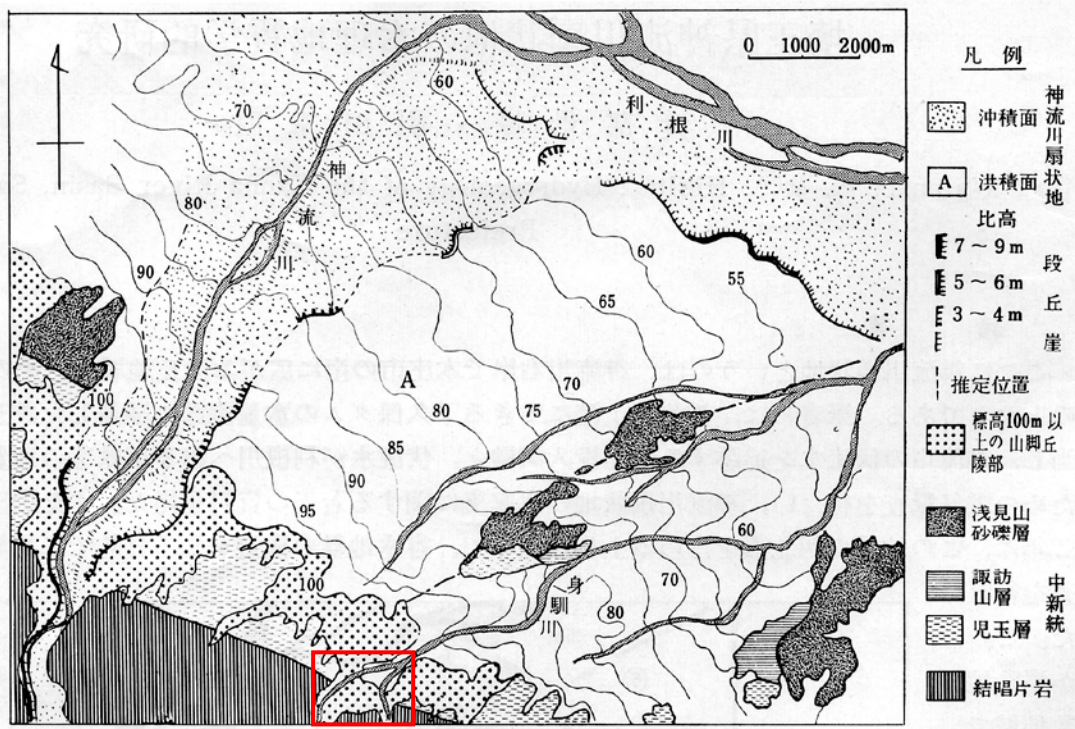 0 1000 2000m
利根川
神流川
身馴川
A
60
70
80
90
100
60
55
65
70
75
80
85
90
95
100
60
70
80
凡例
神流川扇状地
沖積面
A 洪積面
比高
段丘崖
7～9m
5～6m
3～4m
推定位置
標高100m以
上の山脚丘
陵部
浅見山
砂礫層
中新統
諏訪
山層
児玉層
結晶片岩